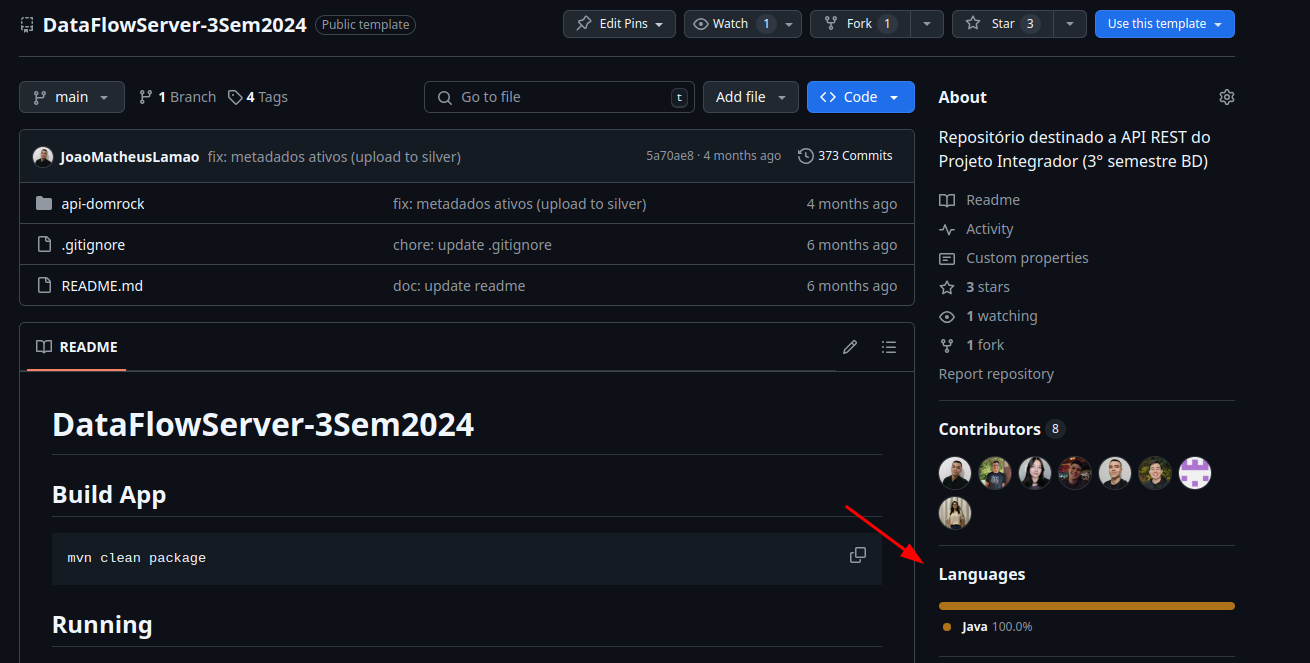 DataFlowServer-3Sem2024 Public template Edit Pins Watch 1 Fork 1 Star 3 Use this template
main 1 Branch 4 Tags Go to file t Add file Code
JoaoMatheusLamao fix: metadados ativos (upload to silver) 5a70ae8 · 4 months ago 373 Commits
api-domrock fix: metadados ativos (upload to silver) 4 months ago
.gitignore chore: update .gitignore 6 months ago
README.md doc: update readme 6 months ago
README
DataFlowServer-3Sem2024
Build App
mvn clean package
Running
About
Repositório destinado a API REST do
Projeto Integrador (3° semestre BD)
Readme
Activity
Custom properties
3 stars
1 watching
1 fork
Report repository
Contributors 8
Languages
Java 100.0%